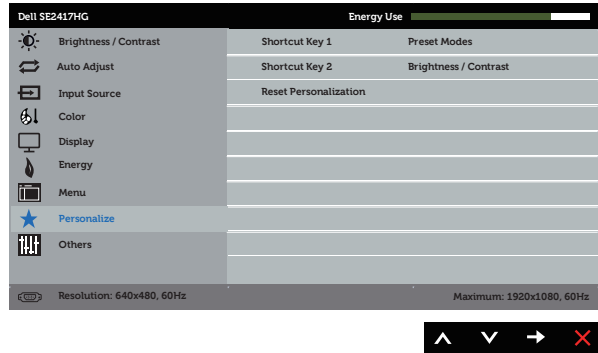 Dell SE2417HG Energy Use
Brightness / Contrast
Auto Adjust
Input Source
Color
Display
Energy
Menu
Personalize
Others
Shortcut Key 1 Preset Modes
Shortcut Key 2 Brightness / Contrast
Reset Personalization
Resolution: 640x480, 60Hz Maximum: 1920x1080, 60Hz